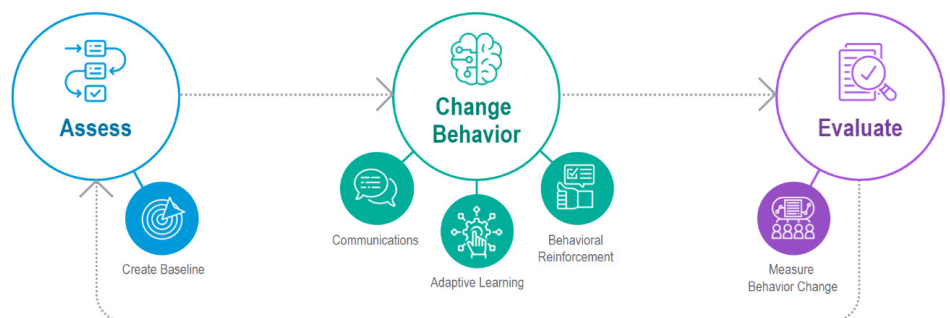 Assess
Create Baseline
Change
Behavior
Communications
Adaptive Learning
Behavioral
Reinforcement
Evaluate
Measure
Behavior Change